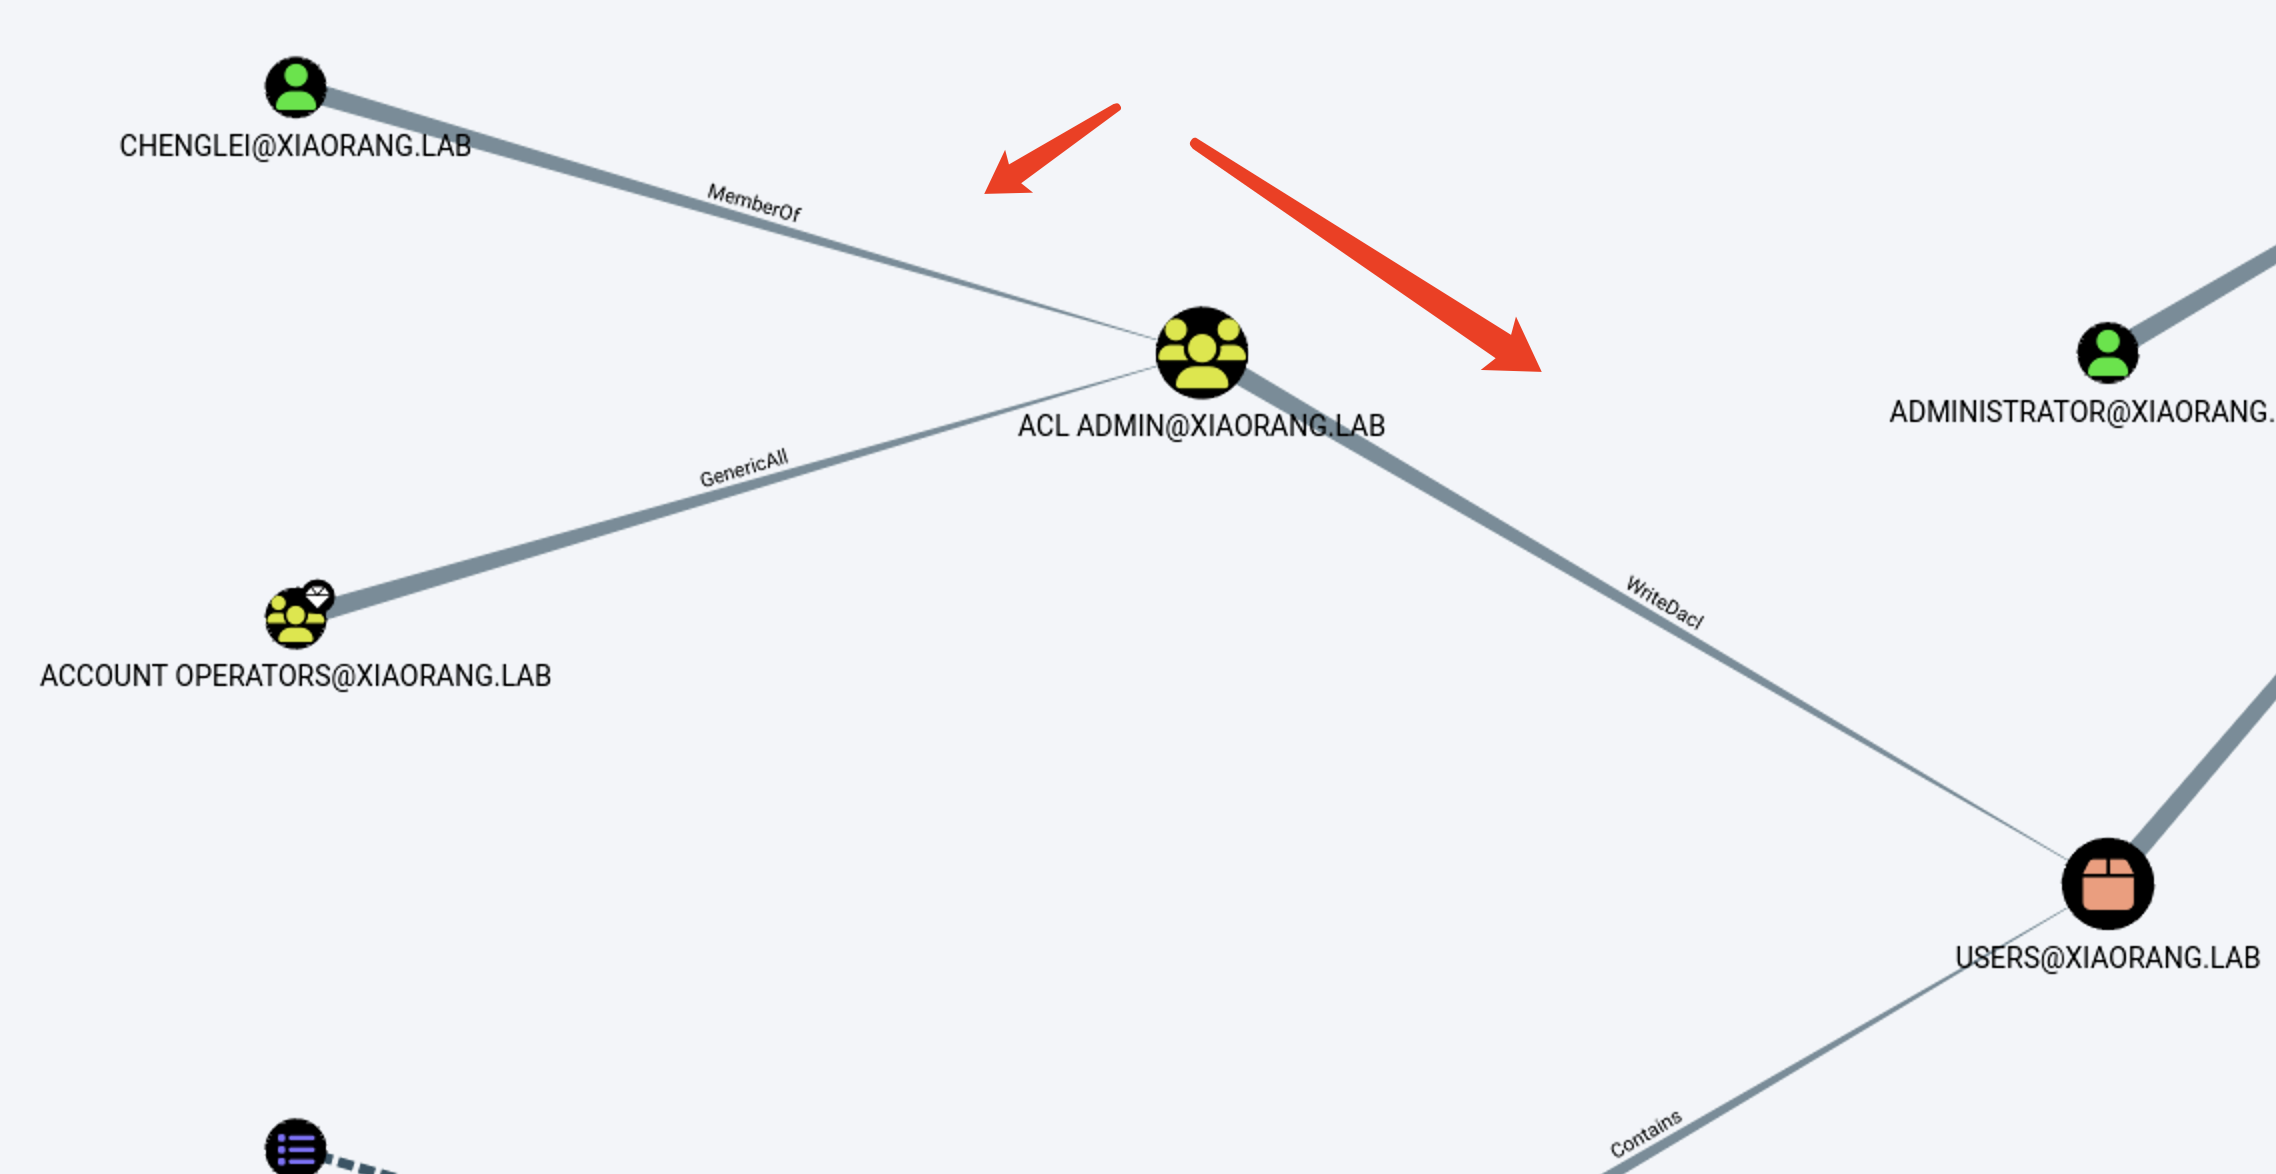 CHENGLEI@XIAORANG.LAB
MemberOf
ACL ADMIN@XIAORANG.LAB
ADMINISTRATOR@XIAORANG.
GenericAll
WriteDacl
ACCOUNT OPERATORS@XIAORANG.LAB
USERS@XIAORANG.LAB
Contains